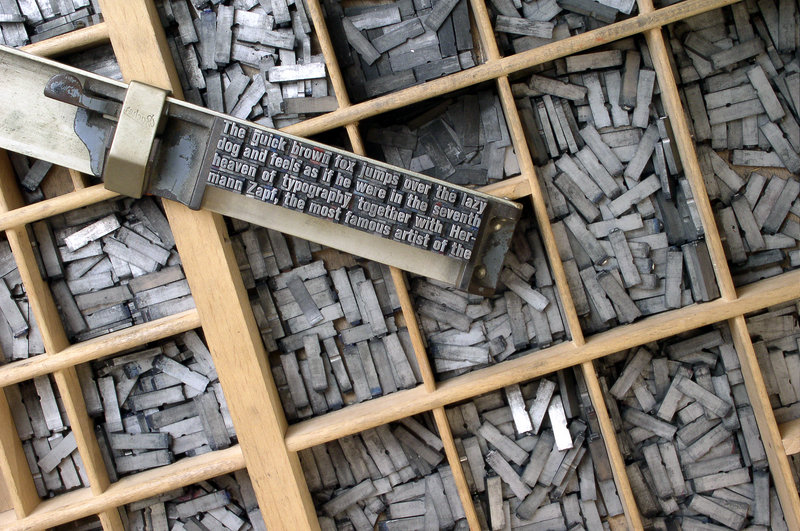 The quick brown fox jumps over the lazy
dog and feels as if he were in the seventh
heaven of typography together with Her-
mann Zapf, the most famous artist of the